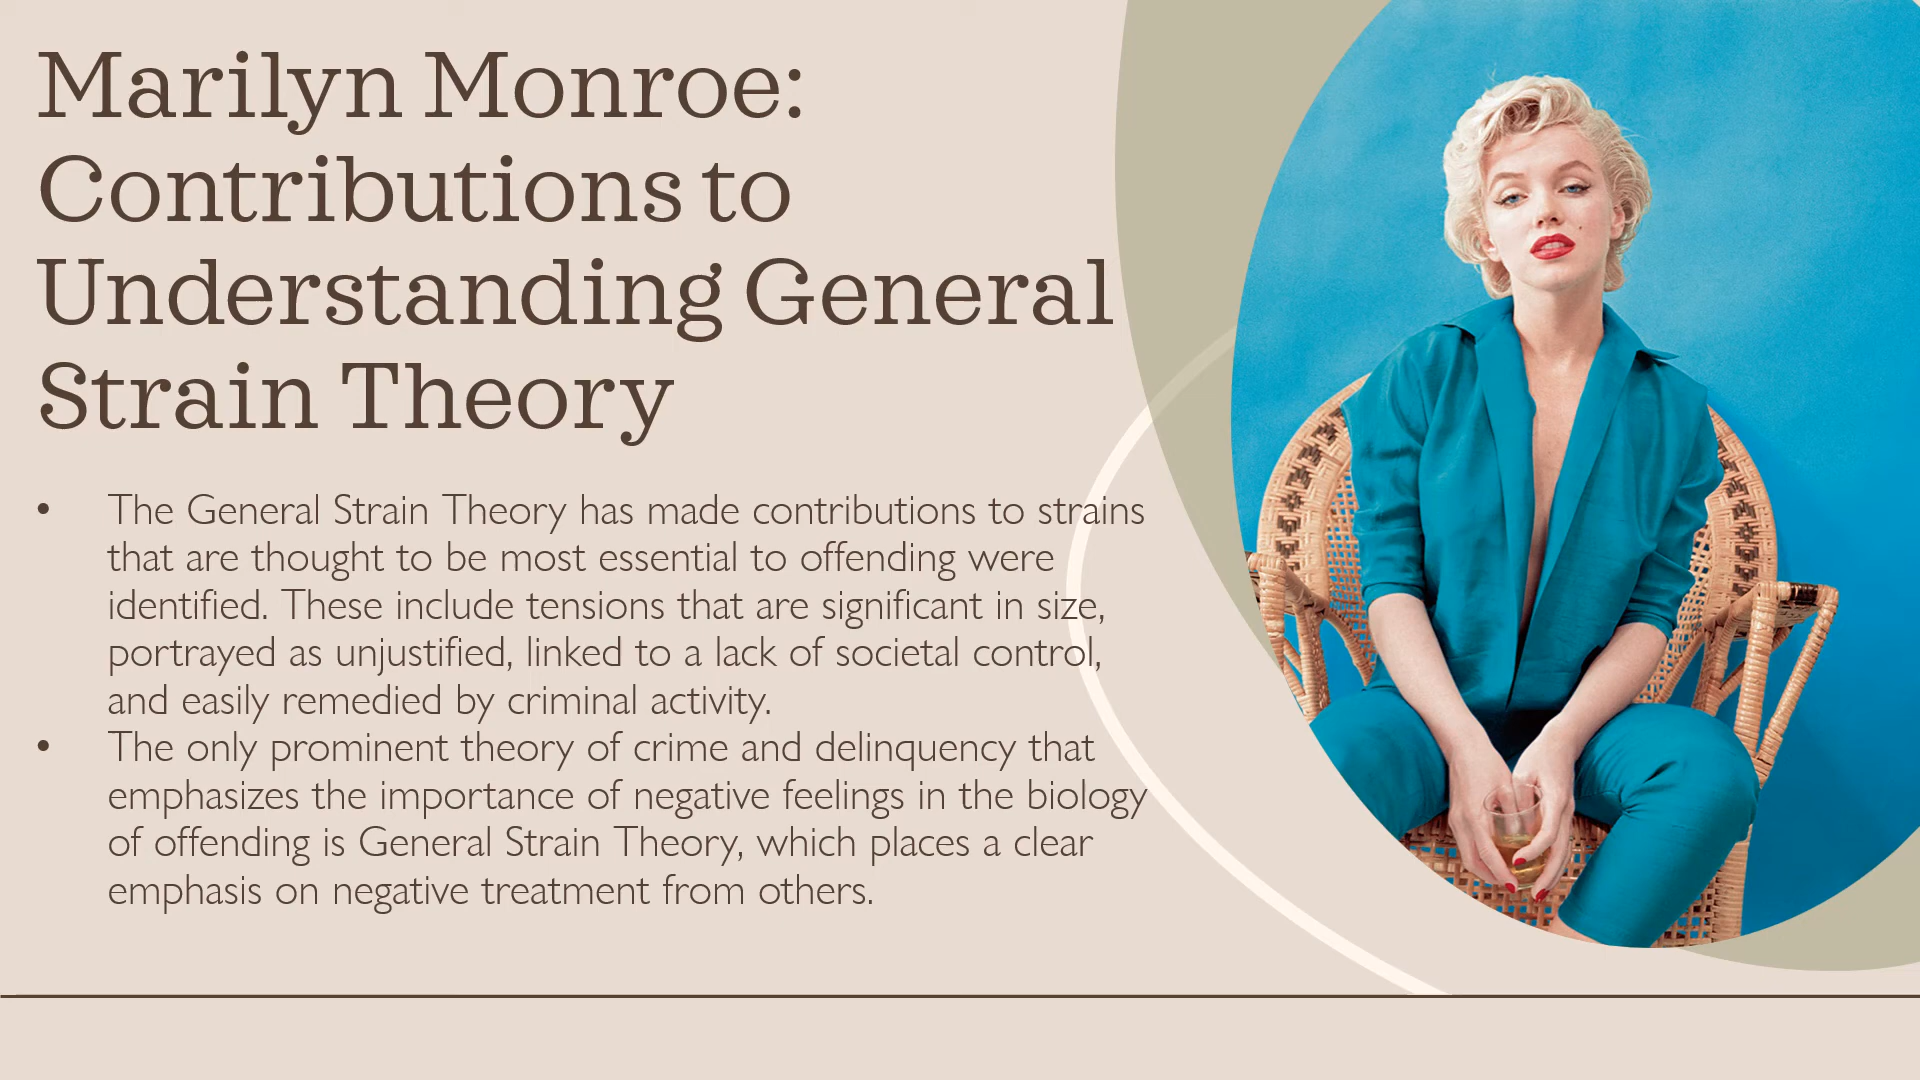 Marilyn Monroe:
Contributions to
Understanding General
Strain Theory
• The General Strain Theory has made contributions to strains
that are thought to be most essential to offending were
identified. These include tensions that are significant in size,
portrayed as unjustified, linked to a lack of societal control,
and easily remedied by criminal activity.
• The only prominent theory of crime and delinquency that
emphasizes the importance of negative feelings in the biology
of offending is General Strain Theory, which places a clear
emphasis on negative treatment from others.